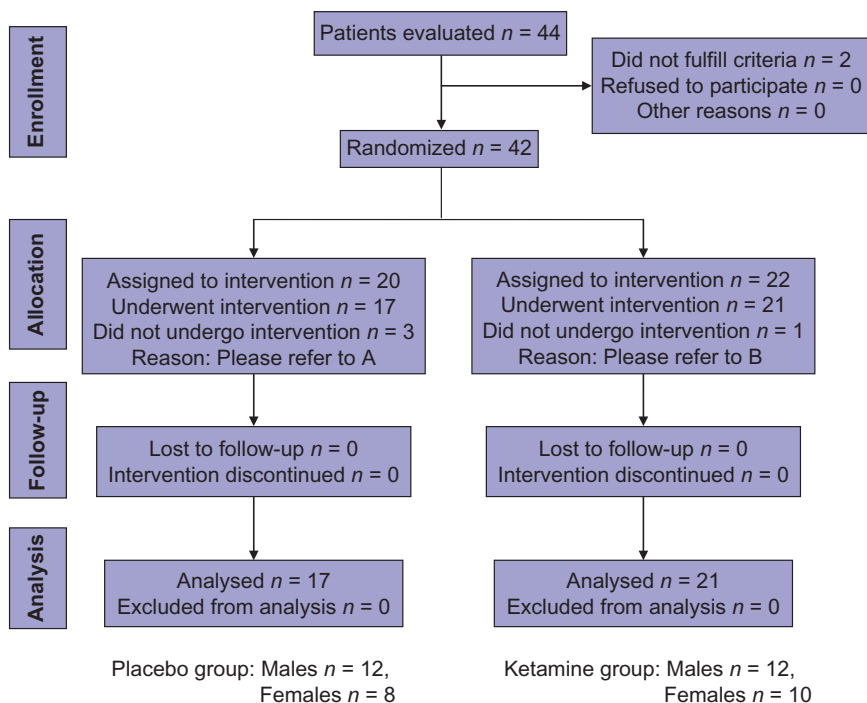 Enrollment
Patients evaluated n = 44
Did not fulfill criteria n = 2
Refused to participate n = 0
Other reasons n = 0
Randomized n = 42
Allocation
Assigned to intervention n = 20
Underwent intervention n = 17
Did not undergo intervention n = 3
Reason: Please refer to A
Assigned to intervention n = 22
Underwent intervention n = 21
Did not undergo intervention n = 1
Reason: Please refer to B
Follow-up
Lost to follow-up n = 0
Intervention discontinued n = 0
Lost to follow-up n = 0
Intervention discontinued n = 0
Analysis
Analysed n = 17
Excluded from analysis n = 0
Analysed n = 21
Excluded from analysis n = 0
Placebo group: Males n = 12,
Females n = 8
Ketamine group: Males n = 12,
Females n = 10